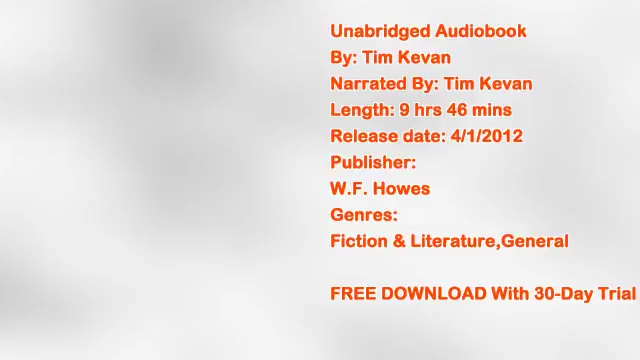 Unabridged Audiobook
By: Tim Kevan
Narrated By: Tim Kevan
Length: 9 hrs 46 mins
Release date: 4/1/2012
Publisher:
W.F. Howes
Genres:
Fiction & Literature,General
FREE DOWNLOAD With 30-Day Trial